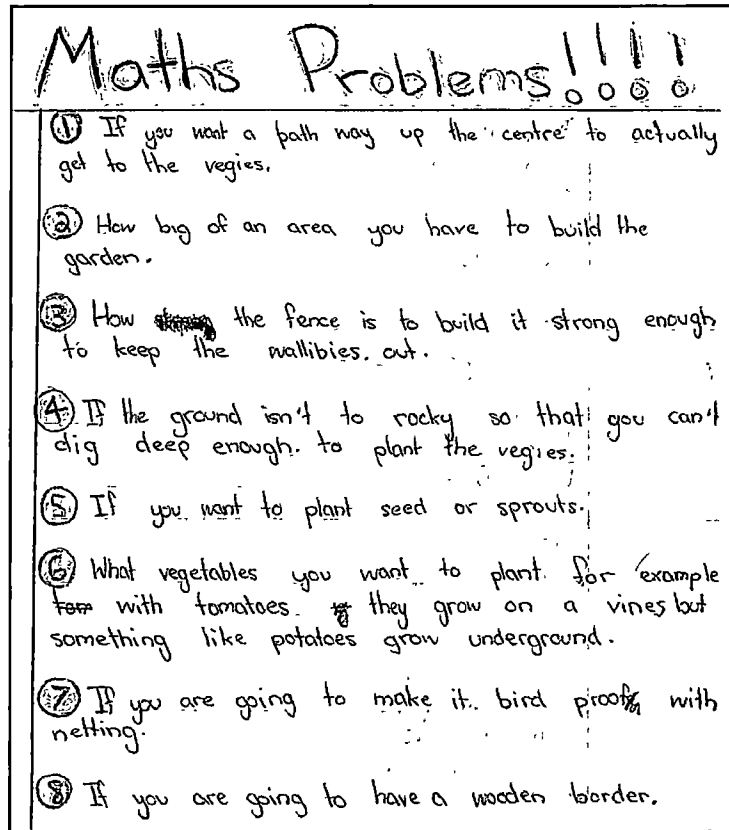 Maths Problems!!!!
① If you want a path way up the centre to actually
get to the vegies.
② How big of an area you have to build the
garden.
③ How the fence is to build it strong enough
to keep the wallibies. out.
④ If the ground isn't to rocky so that you can't
dig deep enough. to plant the vegies.
⑤ If you want to plant seed or sprouts.
⑥ What vegetables you want to plant. for example
with tomatoes. they grow on a vines but
something like potatoes grow underground.
⑦ If you are going to make it. bird proof with
netting.
⑧ If you are going to have a wooden border.